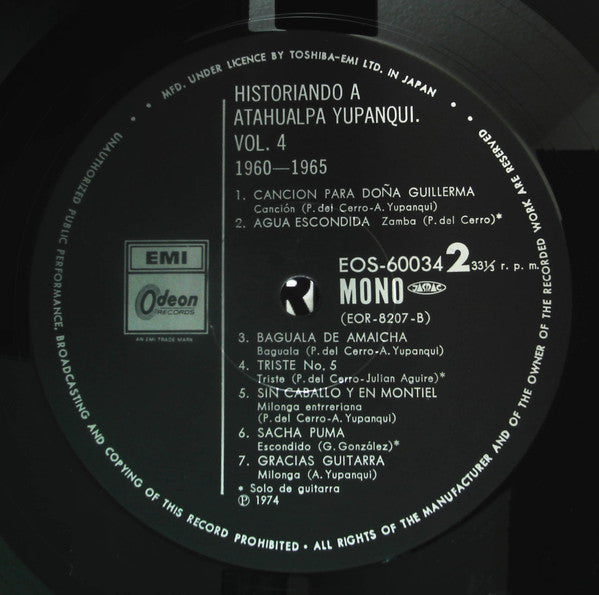 MFD. UNDER LICENCE BY TOSHIBA-EMI LTD. IN JAPAN
HISTORIANDO A
ATAHUALPA YUPANQUI.
VOL. 4
1960—1965
1. CANCION PARA DOÑA GUILLERMA
Canción (P. del Cerro-A. Yupanqui)
2. AGUA ESCONDIDA Zamba (P. del Cerro)*
EMI
Odeon
RECORDS
AN EMI TRADE MARK
EOS-60034 2 33⅓ r. p. m.
MONO JASRAC
(EOR-8207-B)
3. BAGUALA DE AMAICHA
Baguala (P. del Cerro-A. Yupanqui)
4. TRISTE No. 5
Triste (P. del Cerro-Julian Aguire)*
5. SIN CABALLO Y EN MONTIEL
Milonga entrreriana
(P. del Cerro-A. Yupanqui)
6. SACHA PUMA
Escondido (G. González)*
7. GRACIAS GUITARRA
Milonga (A. Yupanqui)
* Solo de guitarra
Ⓟ 1974
UNAUTHORIZED PUBLIC PERFORMANCE, BROADCASTING AND COPYING OF THIS RECORD PROHIBITED • ALL RIGHTS OF THE MANUFACTURER AND OF THE OWNER OF THE RECORDED WORK ARE RESERVED